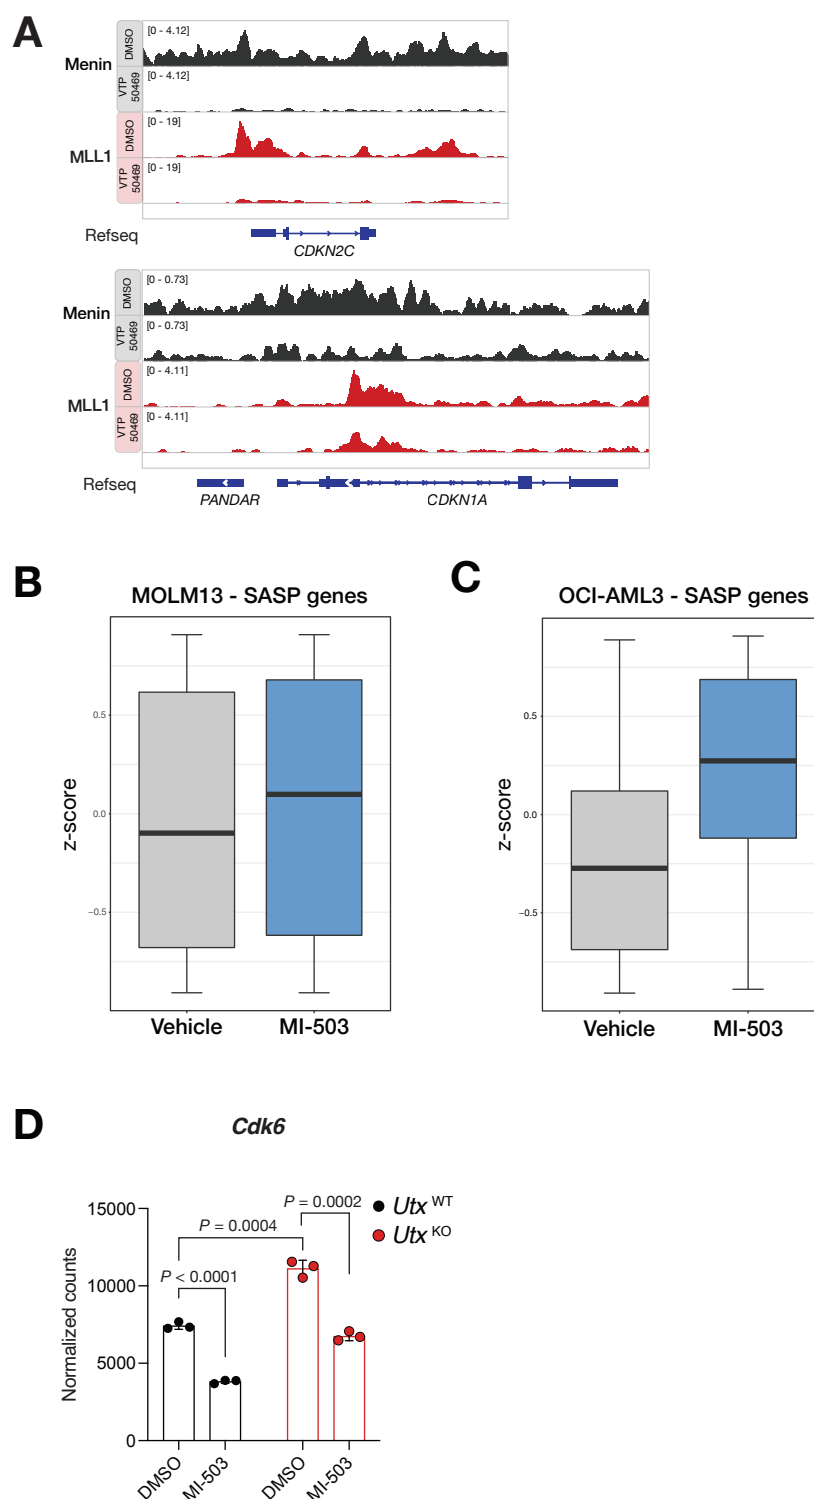 A
Menin
DMSO
[0 - 4.12]
VTP
50469
[0 - 4.12]
MLL1
DMSO
[0 - 19]
VTP
50469
[0 - 19]
Refseq
CDKN2C
Menin
DMSO
[0 - 0.73]
VTP
50469
[0 - 0.73]
MLL1
DMSO
[0 - 4.11]
VTP
50469
[0 - 4.11]
Refseq
PANDAR
CDKN1A
B
MOLM13 - SASP genes
z-score
0.5
0.0
−0.5
Vehicle
MI-503
C
OCI-AML3 - SASP genes
z-score
0.5
0.0
−0.5
Vehicle
MI-503
D
Cdk6
Normalized counts
15000
10000
5000
0
P < 0.0001
P = 0.0004
P = 0.0002
Utx WT
Utx KO
DMSO
MI-503
DMSO
MI-503